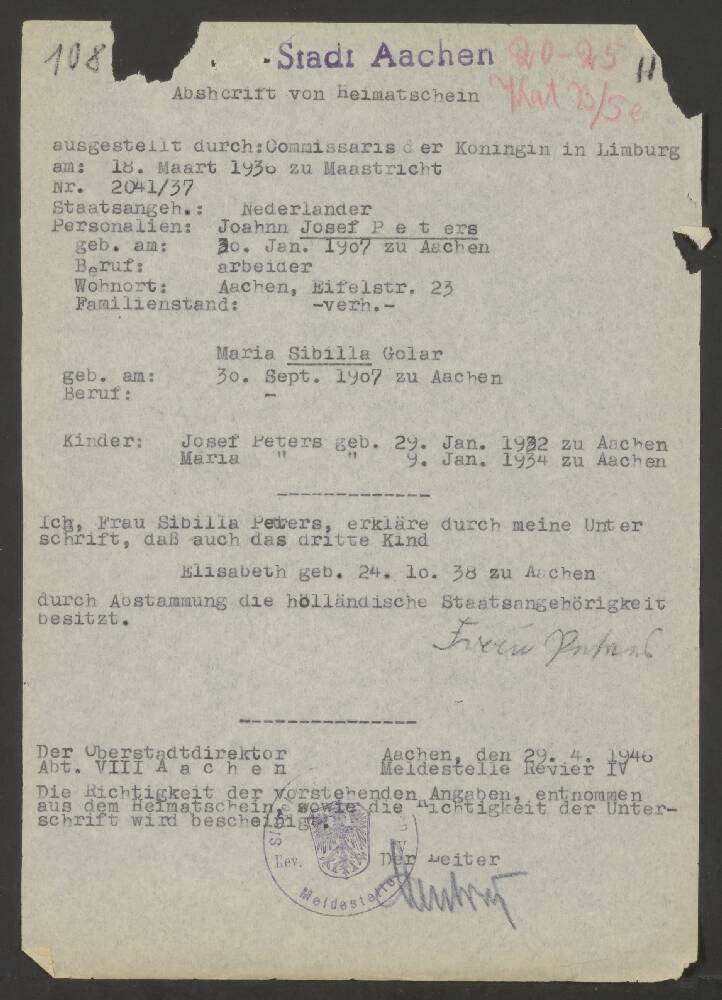 108
Stadt Aachen
20-25
11
Abshcrift von Heimatschein
ausgestellt durch:Commissaris der Koningin in Limburg
am: 18. Maart 1936 zu Maastricht
Nr. 2041/37
Staatsangeh.: Nederlander
Personalien: Joahnn Josef P e t ers
geb. am: 30. Jan. 1907 zu Aachen
Beruf: arbeider
Wohnort: Aachen, Eifelstr. 23
Familienstand: -verh.-
Maria Sibilla Golar
geb. am: 30. Sept. 1907 zu Aachen
Beruf: -
Kinder: Josef Peters geb. 29. Jan. 1932 zu Aachen
Maria " " 9. Jan. 1934 zu Aachen
Ich, Frau Sibilla Peters, erkläre durch meine Unter
schrift, daß auch das dritte Kind
Elisabeth geb. 24. 10. 38 zu Aachen
durch Abstammung die holländische Staatsangehörigkeit
besitzt.
Frau Peters
Der Oberstadtdirektor Aachen, den 29. 4. 1946
Abt. VIII A a c h e n Meldestelle Revier IV
Die Richtigkeit der vorstehenden Angaben, entnommen
aus dem Heimatschein, sowie die Richtigkeit der Unter-
schrift wird bescheinigt.
Rev. IV
Meldestelle
Der Leiter